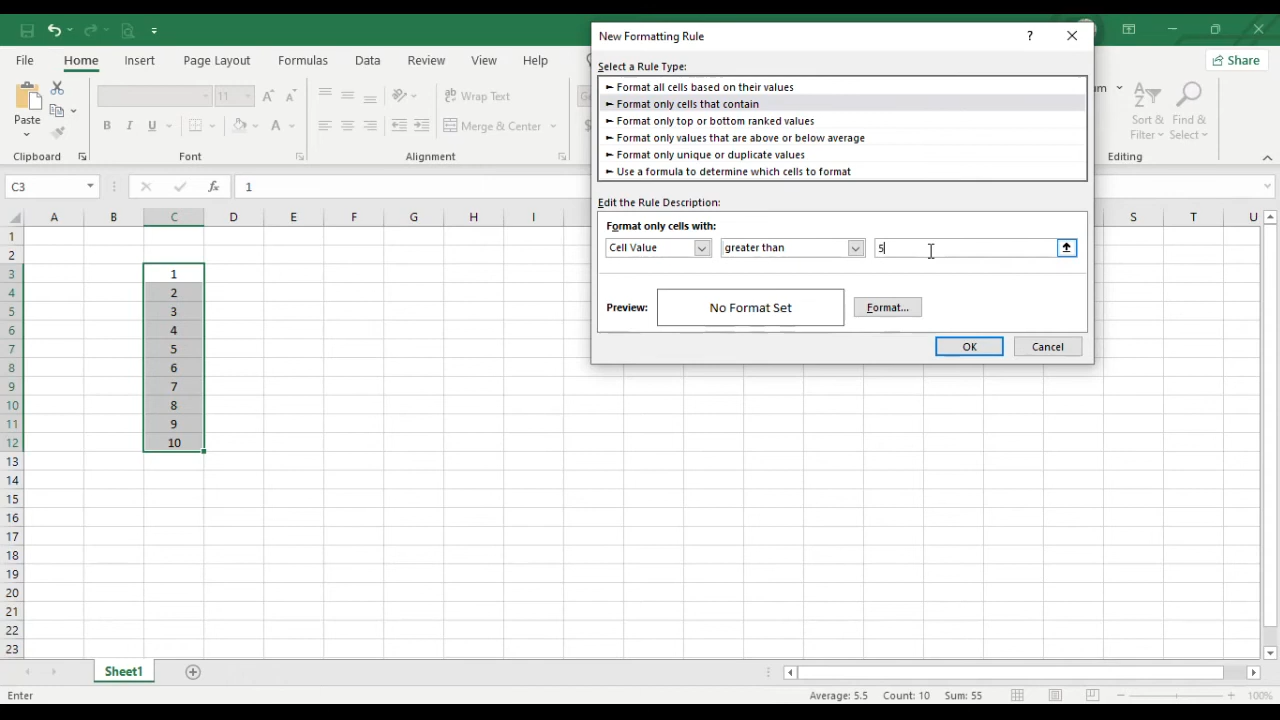 New Formatting Rule
?
File Home Insert Page Layout Formulas Data Review View Help
Share
Select a Rule Type:
► Format all cells based on their values
► Format only cells that contain
► Format only top or bottom ranked values
► Format only values that are above or below average
► Format only unique or duplicate values
► Use a formula to determine which cells to format
Paste
11
B I U
Wrap Text
Merge & Center
Sort & Filter
Find & Select
Clipboard Font Alignment Editing
C3
fx 1
Edit the Rule Description:
Format only cells with:
Cell Value greater than 5
Preview: No Format Set Format...
OK Cancel
A B C D E F G H I S T U
1
2
3 1
4 2
5 3
6 4
7 5
8 6
9 7
10 8
11 9
12 10
13
14
15
16
17
18
19
20
21
22
23
Sheet1
Enter Average: 5.5 Count: 10 Sum: 55 100%